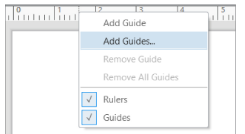 0 1 2 3 4 5
Add Guide
Add Guides...
Remove Guide
Remove All Guides
Rulers
Guides